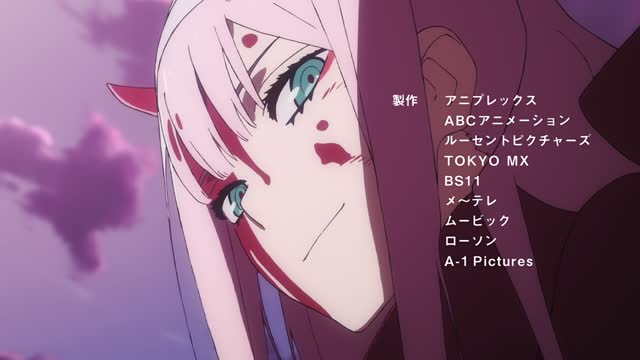 製作 アニプレックス
ABCアニメーション
ルーセントピクチャーズ
TOKYO MX
BS11
メ〜テレ
ムービック
ローソン
A-1 Pictures